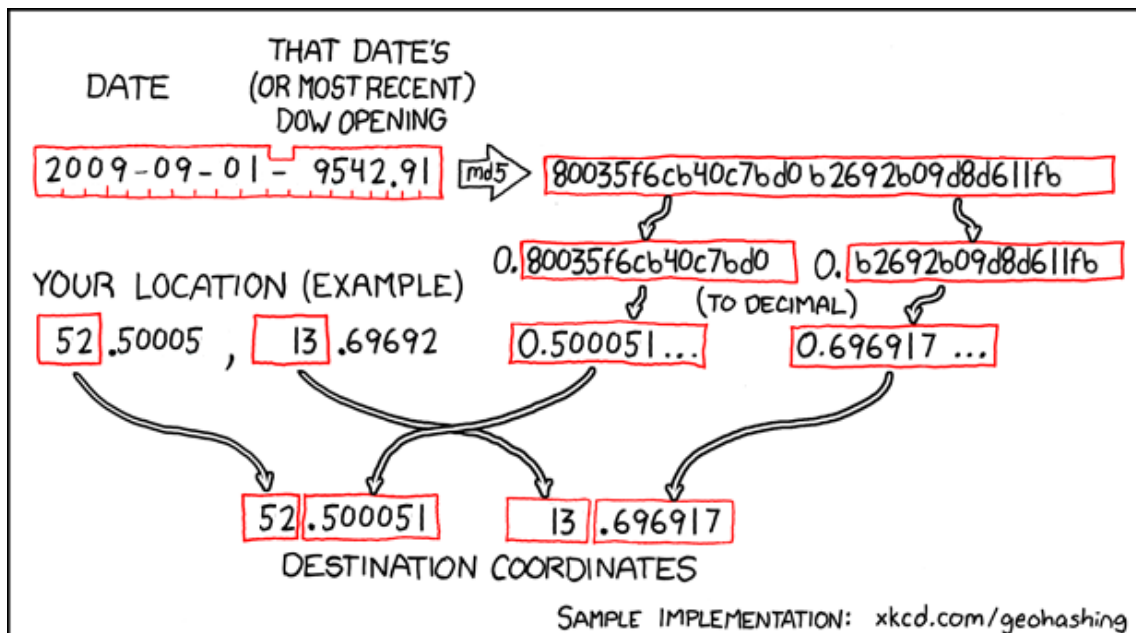 DATE
THAT DATE'S
(OR MOST RECENT)
DOW OPENING
2009-09-01- 9542.91
md5
80035f6cb40c7bd0b2692b09d8d611fb
0.80035f6cb40c7bd0
0.b2692b09d8d611fb
(TO DECIMAL)
YOUR LOCATION (EXAMPLE)
52.50005, 13.69692
0.500051...
0.696917...
52.500051
13.696917
DESTINATION COORDINATES
SAMPLE IMPLEMENTATION: xkcd.com/geohashing